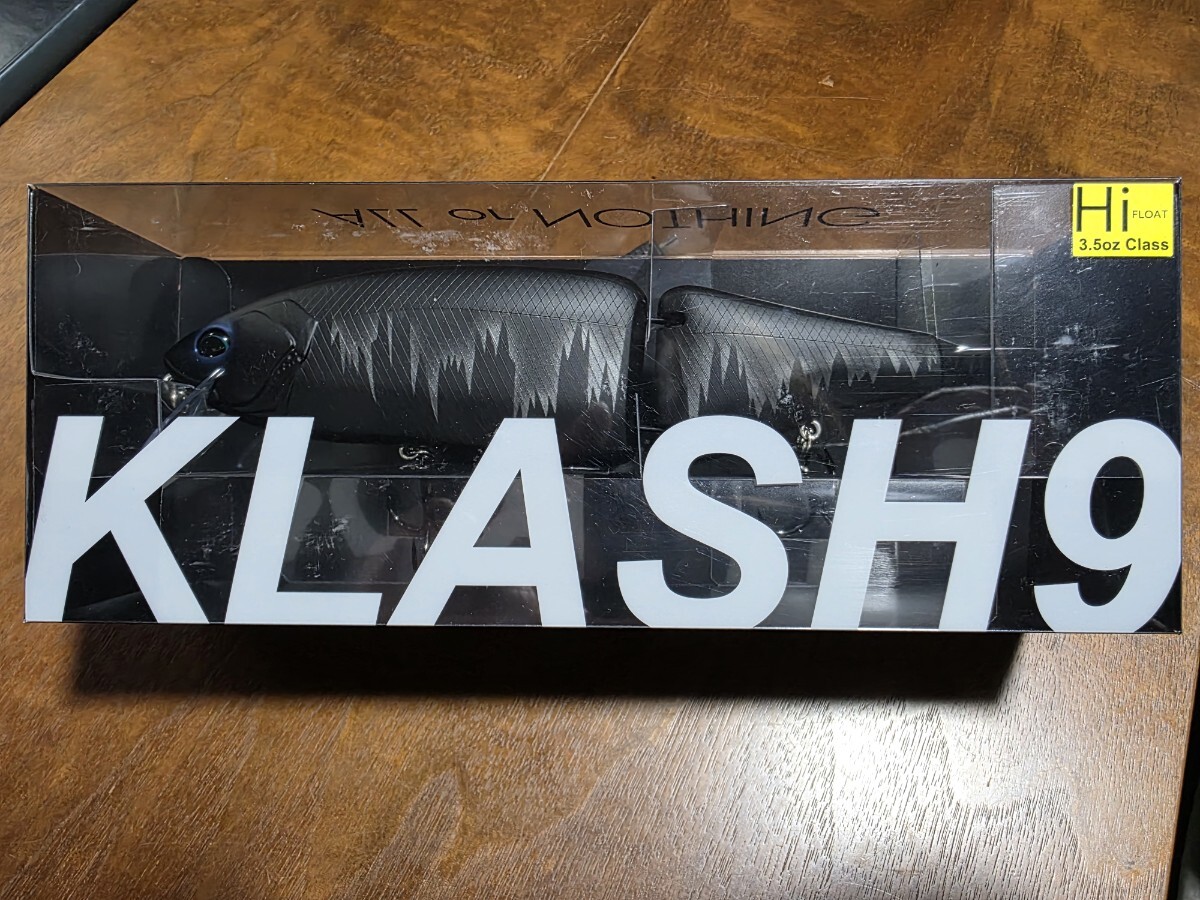 ALL or NOTHING
Hi FLOAT
3.5oz Class
KLASH9